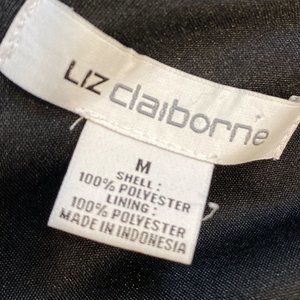 LIZ claiborne
M
SHELL:
100% POLYESTER
LINING:
100% POLYESTER
MADE IN INDONESIA